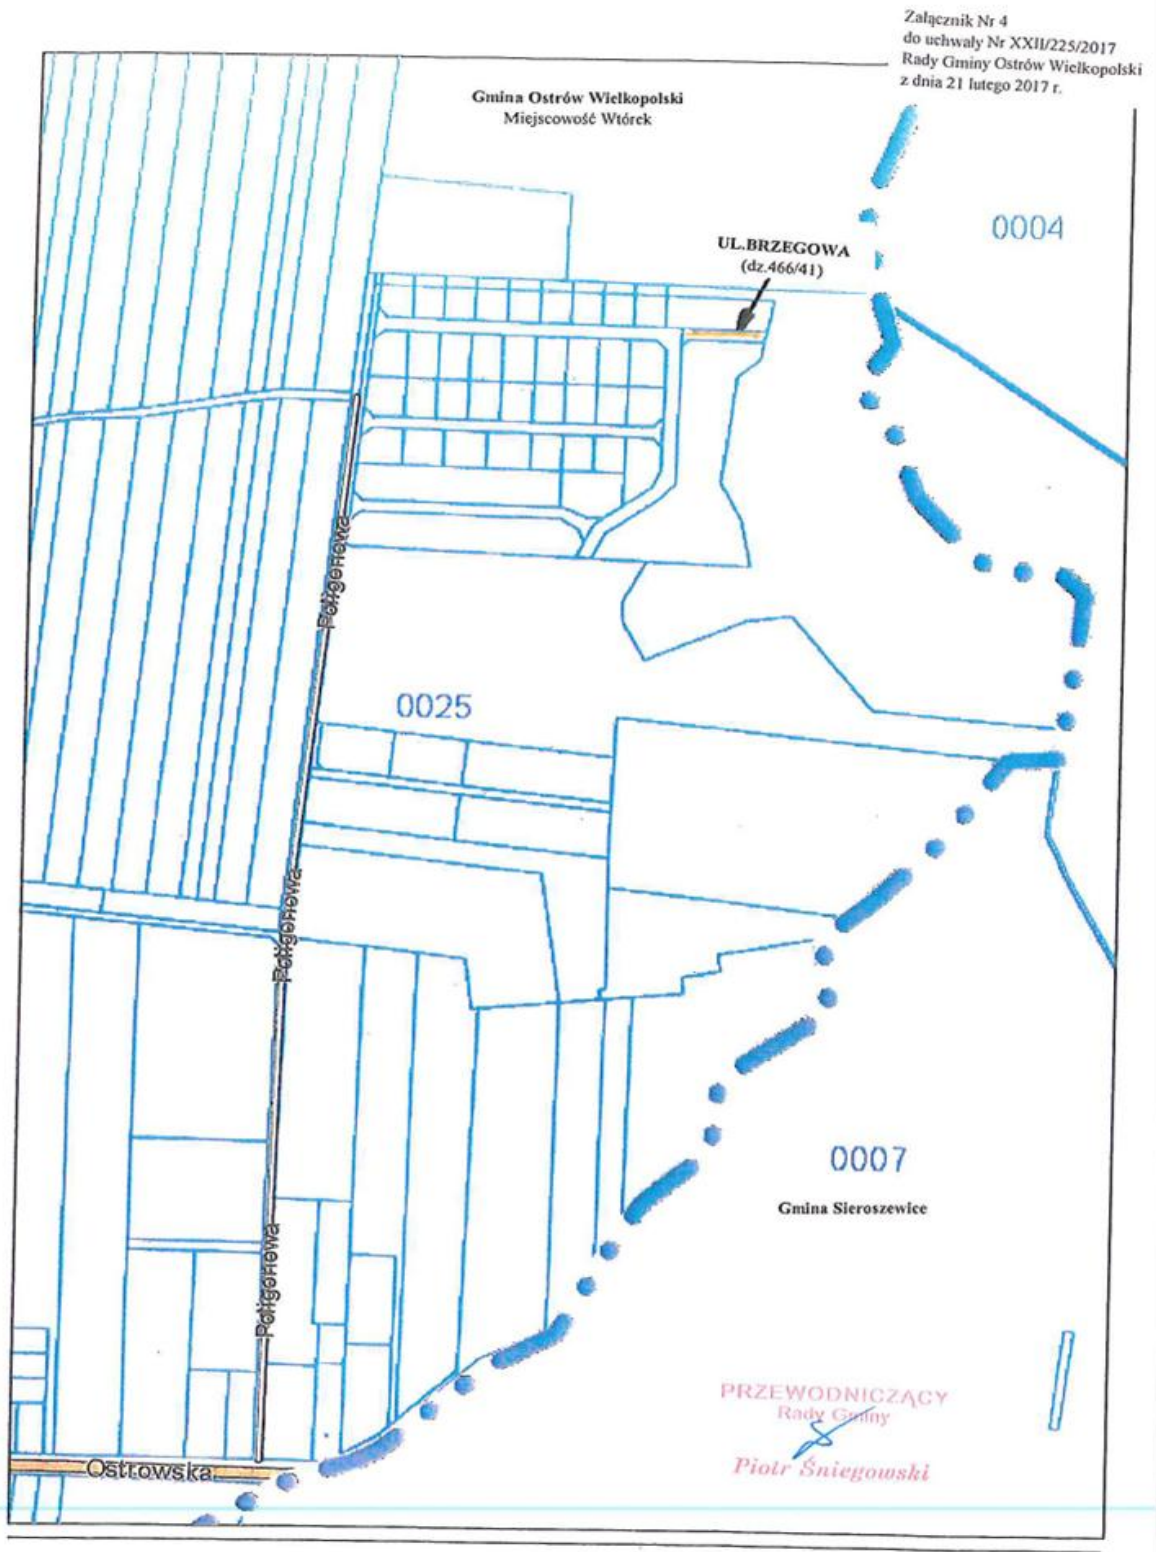 Załącznik Nr 4
do uchwały Nr XXII/225/2017
Rady Gminy Ostrów Wielkopolski
z dnia 21 lutego 2017 r.
Gmina Ostrów Wielkopolski
Miejscowość Wtórek
0004
UL.BRZEGOWA
(dz.466/41)
Poligonowa
0025
Poligonowa
0007
Gmina Sieroszewice
Poligonowa
PRZEWODNICZĄCY
Rady Gminy
Piotr Śniegowski
Ostrowska